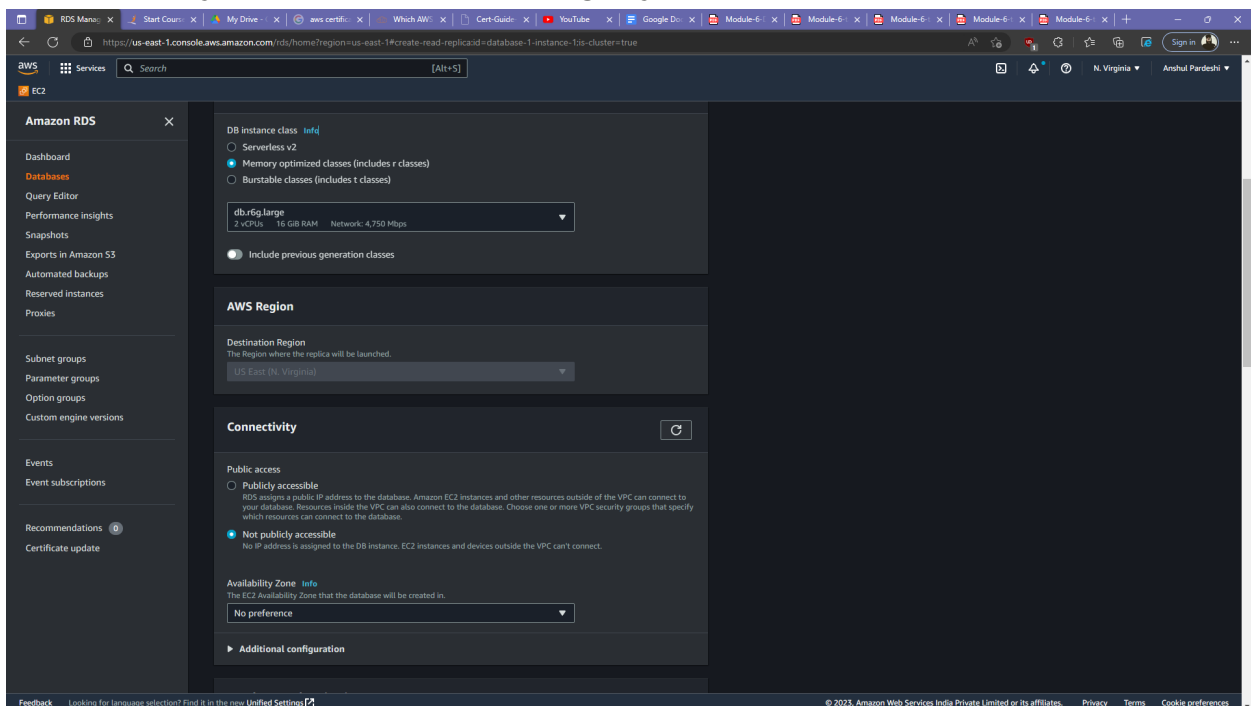 RDS Manag
Start Course
My Drive -
aws certific
Which AWS
Cert-Guide
YouTube
Google Do
Module-6-
Module-6-
Module-6-
Module-6-
Module-6-
https://us-east-1.console.aws.amazon.com/rds/home?region=us-east-1#create-read-replica:id=database-1-instance-1:is-cluster=true
Sign in
aws
Services
Search
[Alt+S]
N. Virginia
Anshul Pardeshi
EC2
Amazon RDS
Dashboard
Databases
Query Editor
Performance insights
Snapshots
Exports in Amazon S3
Automated backups
Reserved instances
Proxies
Subnet groups
Parameter groups
Option groups
Custom engine versions
Events
Event subscriptions
Recommendations 0
Certificate update
DB instance class Info
Serverless v2
Memory optimized classes (includes r classes)
Burstable classes (includes t classes)
db.r6g.large
2 vCPUs 16 GiB RAM Network: 4,750 Mbps
Include previous generation classes
AWS Region
Destination Region
The Region where the replica will be launched.
US East (N. Virginia)
Connectivity
Public access
Publicly accessible
RDS assigns a public IP address to the database. Amazon EC2 instances and other resources outside of the VPC can connect to
your database. Resources inside the VPC can also connect to the database. Choose one or more VPC security groups that specify
which resources can connect to the database.
Not publicly accessible
No IP address is assigned to the DB instance. EC2 instances and devices outside the VPC can't connect.
Availability Zone Info
The EC2 Availability Zone that the database will be created in.
No preference
Additional configuration
Feedback
Looking for language selection? Find it in the new Unified Settings
© 2023, Amazon Web Services India Private Limited or its affiliates.
Privacy
Terms
Cookie preferences